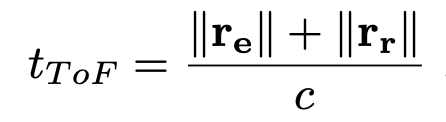 t_{ToF} = \frac{\|\mathbf{r_e}\| + \|\mathbf{r_r}\|}{c} .